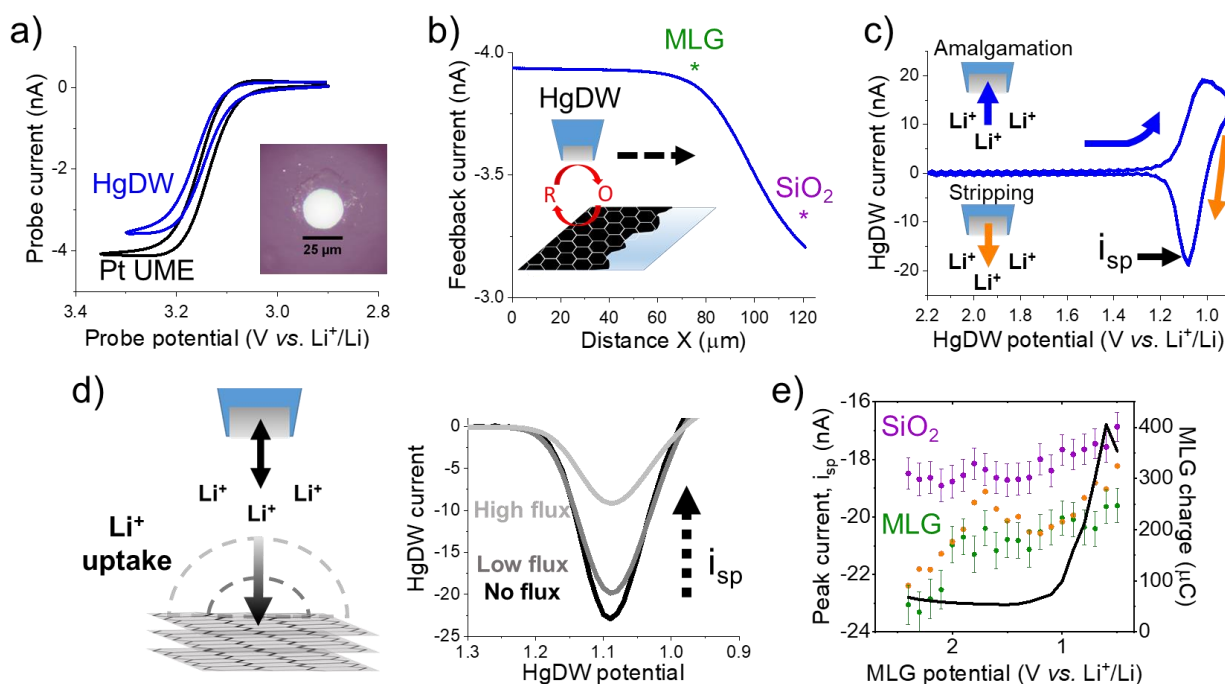 a)
Probe current (nA)
0
-2
-4
HgDW
Pt UME
25 µm
3.4
3.2
3.0
2.8
Probe potential (V vs. Li⁺/Li)
b)
Feedback current (nA)
-4.0
-3.5
-3.0
MLG
*
HgDW
R
O
SiO₂
*
0
20
40
60
80
100
120
Distance X (µm)
c)
HgDW current (nA)
20
10
0
-10
-20
Amalgamation
Li⁺ Li⁺
Li⁺
Stripping
Li⁺ Li⁺
Li⁺
iₛₚ
2.2
2.0
1.8
1.6
1.4
1.2
1.0
HgDW potential (V vs. Li⁺/Li)
d)
Li⁺ Li⁺
Li⁺
Li⁺
uptake
HgDW current
0
-5
-10
-15
-20
-25
High flux
Low flux
No flux
iₛₚ
1.3
1.2
1.1
1.0
0.9
HgDW potential
e)
Peak current, iₛₚ (nA)
-16
-18
-20
-22
-24
SiO₂
MLG
400
300
200
100
0
MLG charge (µC)
2
1
MLG potential (V vs. Li⁺/Li)